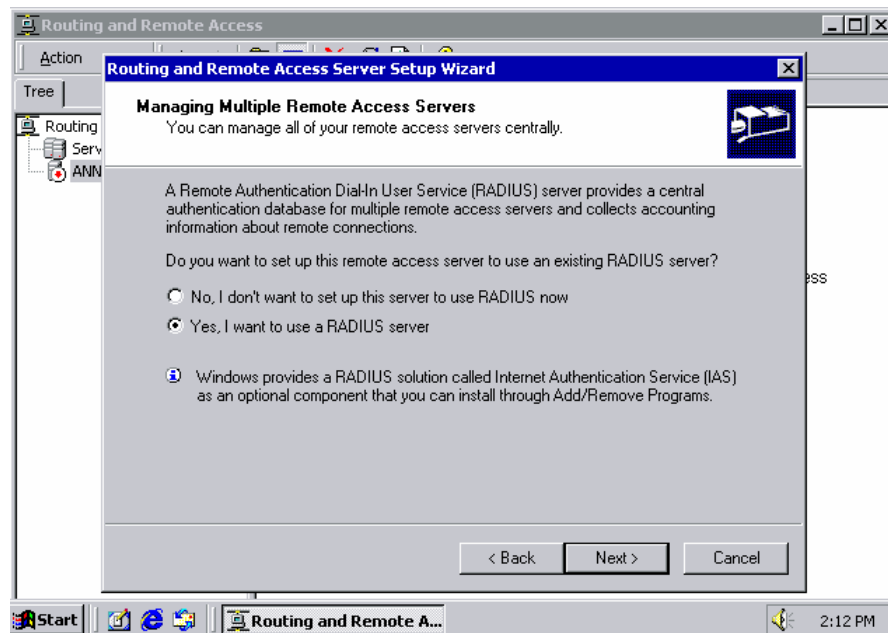 Routing and Remote Access
Action
Tree
Routing
Serv
ANN
Routing and Remote Access Server Setup Wizard
Managing Multiple Remote Access Servers
You can manage all of your remote access servers centrally.
A Remote Authentication Dial-In User Service (RADIUS) server provides a central
authentication database for multiple remote access servers and collects accounting
information about remote connections.
Do you want to set up this remote access server to use an existing RADIUS server?
No, I don't want to set up this server to use RADIUS now
Yes, I want to use a RADIUS server
Windows provides a RADIUS solution called Internet Authentication Service (IAS)
as an optional component that you can install through Add/Remove Programs.
ess
< Back
Next >
Cancel
Start
Routing and Remote A...
2:12 PM